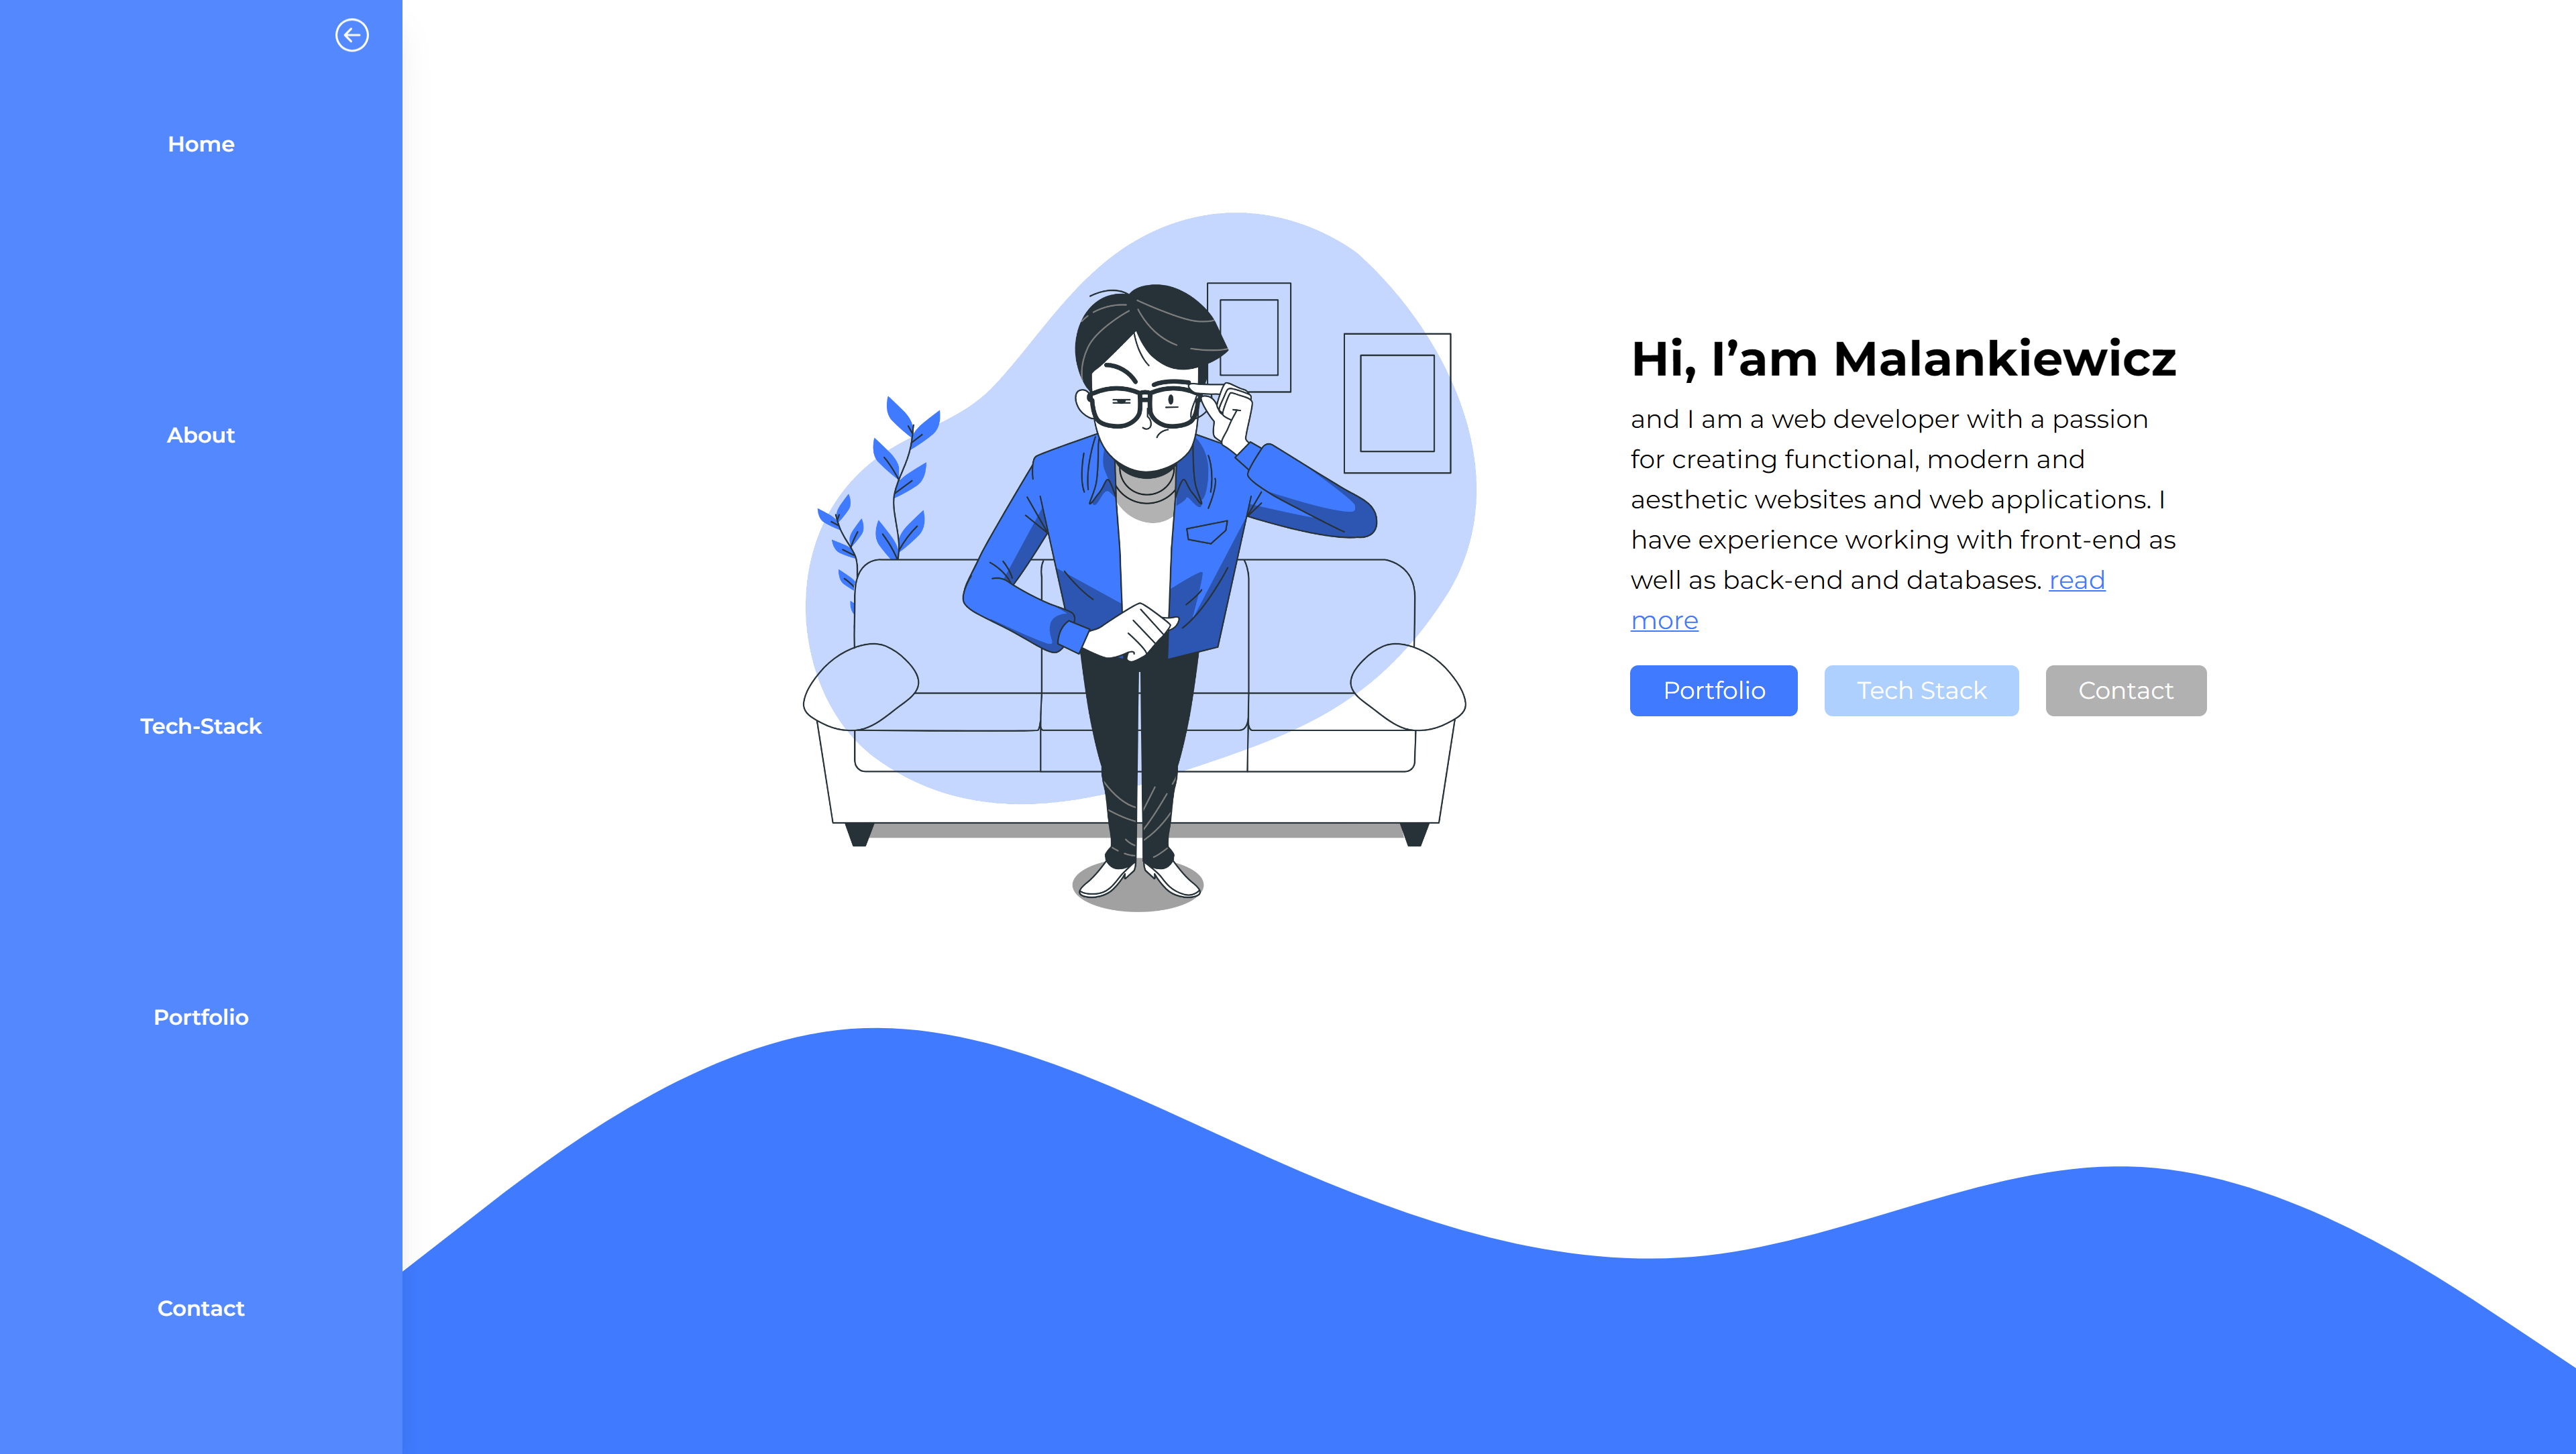 Home
About
Tech-Stack
Portfolio
Contact
Hi, I’am Malankiewicz
and I am a web developer with a passion
for creating functional, modern and
aesthetic websites and web applications. I
have experience working with front-end as
well as back-end and databases. read
more
Portfolio
Tech Stack
Contact